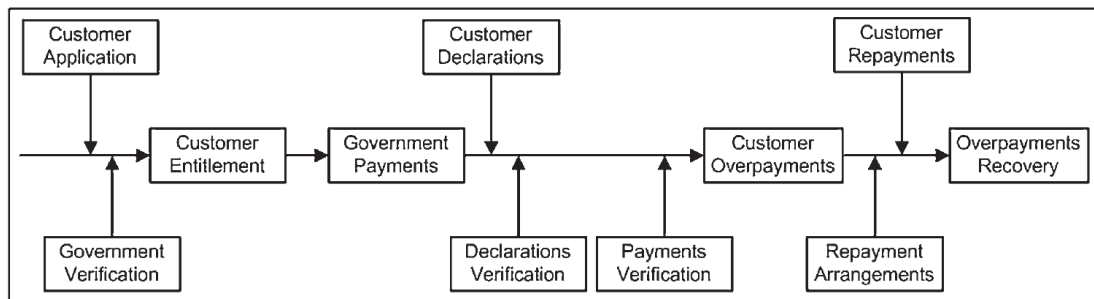 Customer
Application
Customer
Declarations
Customer
Repayments
Customer
Entitlement
Government
Payments
Customer
Overpayments
Overpayments
Recovery
Government
Verification
Declarations
Verification
Payments
Verification
Repayment
Arrangements